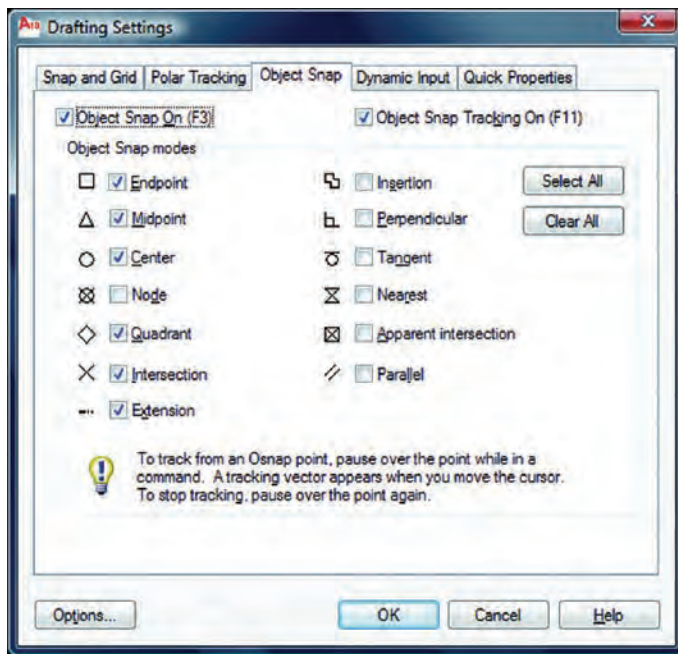 Drafting Settings
Snap and Grid Polar Tracking Object Snap Dynamic Input Quick Properties
Object Snap On (F3) Object Snap Tracking On (F11)
Object Snap modes
Endpoint Insertion Select All
Midpoint Perpendicular Clear All
Center Tangent
Node Nearest
Quadrant Apparent intersection
Intersection Parallel
Extension
To track from an Osnap point, pause over the point while in a
command. A tracking vector appears when you move the cursor.
To stop tracking, pause over the point again.
Options... OK Cancel Help